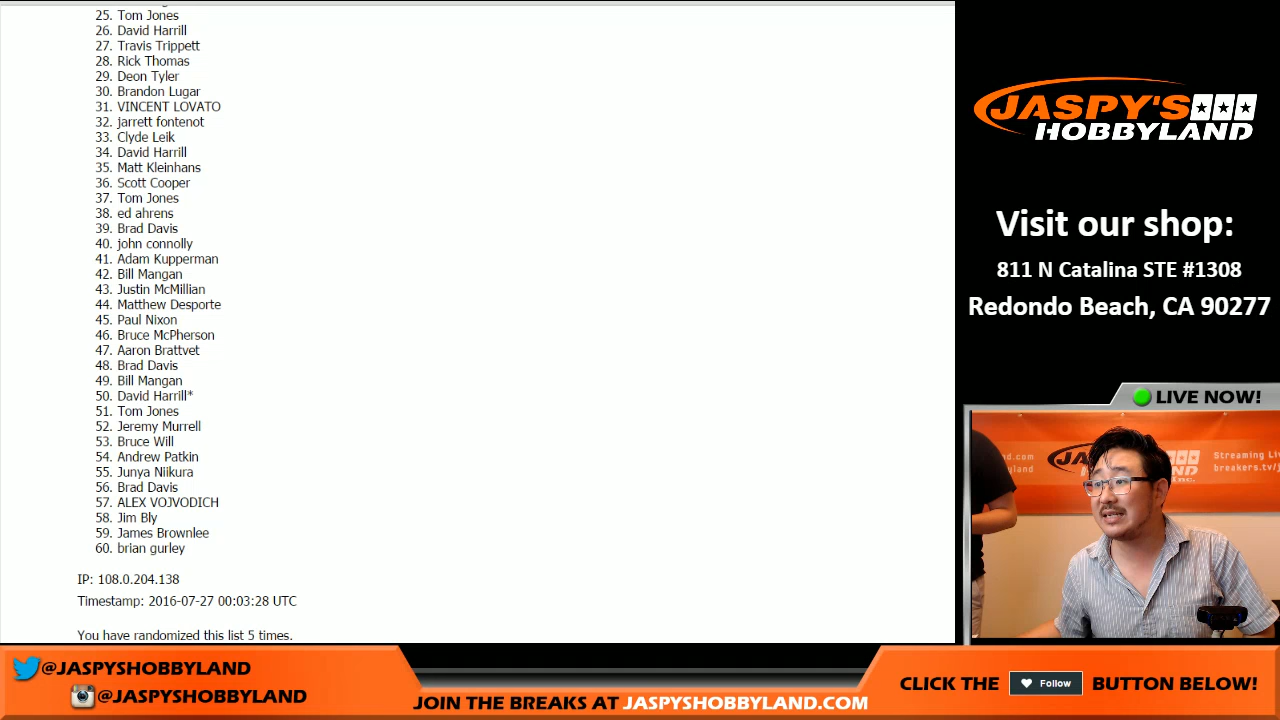 25. Tom Jones
26. David Harrill
27. Travis Trippett
28. Rick Thomas
29. Deon Tyler
30. Brandon Lugar
31. VINCENT LOVATO
32. jarrett fontenot
33. Clyde Leik
34. David Harrill
35. Matt Kleinhans
36. Scott Cooper
37. Tom Jones
38. ed ahrens
39. Brad Davis
40. john connolly
41. Adam Kupperman
42. Bill Mangan
43. Justin McMillian
44. Matthew Desporte
45. Paul Nixon
46. Bruce McPherson
47. Aaron Brattvet
48. Brad Davis
49. Bill Mangan
50. David Harrill*
51. Tom Jones
52. Jeremy Murrell
53. Bruce Will
54. Andrew Patkin
55. Junya Niikura
56. Brad Davis
57. ALEX VOJVODICH
58. Jim Bly
59. James Brownlee
60. brian gurley
IP: 108.0.204.138
Timestamp: 2016-07-27 00:03:28 UTC
You have randomized this list 5 times.
JASPY'S
HOBBYLAND
Visit our shop:
811 N Catalina STE #1308
Redondo Beach, CA 90277
LIVE NOW!
Streaming
breakers.tv/
@JASPYSHOBBYLAND
@JASPYSHOBBYLAND
JOIN THE BREAKS AT JASPYSHOBBYLAND.COM
CLICK THE Follow BUTTON BELOW!